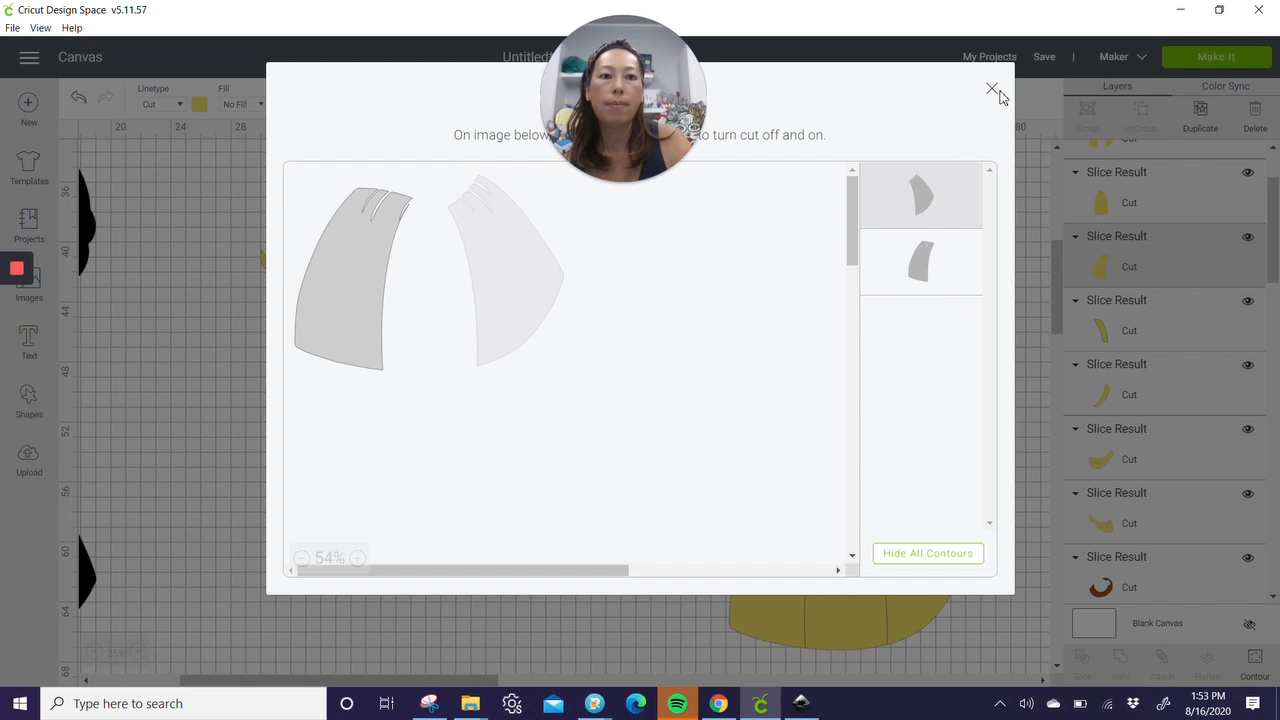 Cricut Design Space v5.11.57
File View Help
Canvas
Untitled*
My Projects Save | Maker Make It
Linetype
Cut
Fill
No Fill
Layers Color Sync
Group UnGroup Duplicate Delete
New
Templates
Projects
Images
Text
Shapes
Upload
20 24 28 80
36
40
44
48
52
56
60
64
68
On image below
to turn cut off and on.
54%
Hide All Contours
Cut
Slice Result
Cut
Slice Result
Cut
Slice Result
Cut
Slice Result
Cut
Slice Result
Cut
Slice Result
Cut
Slice Result
Cut
Blank Canvas
25%
Slice Weld Attach Flatten Contour
Type here to search
1:53 PM
8/16/2020